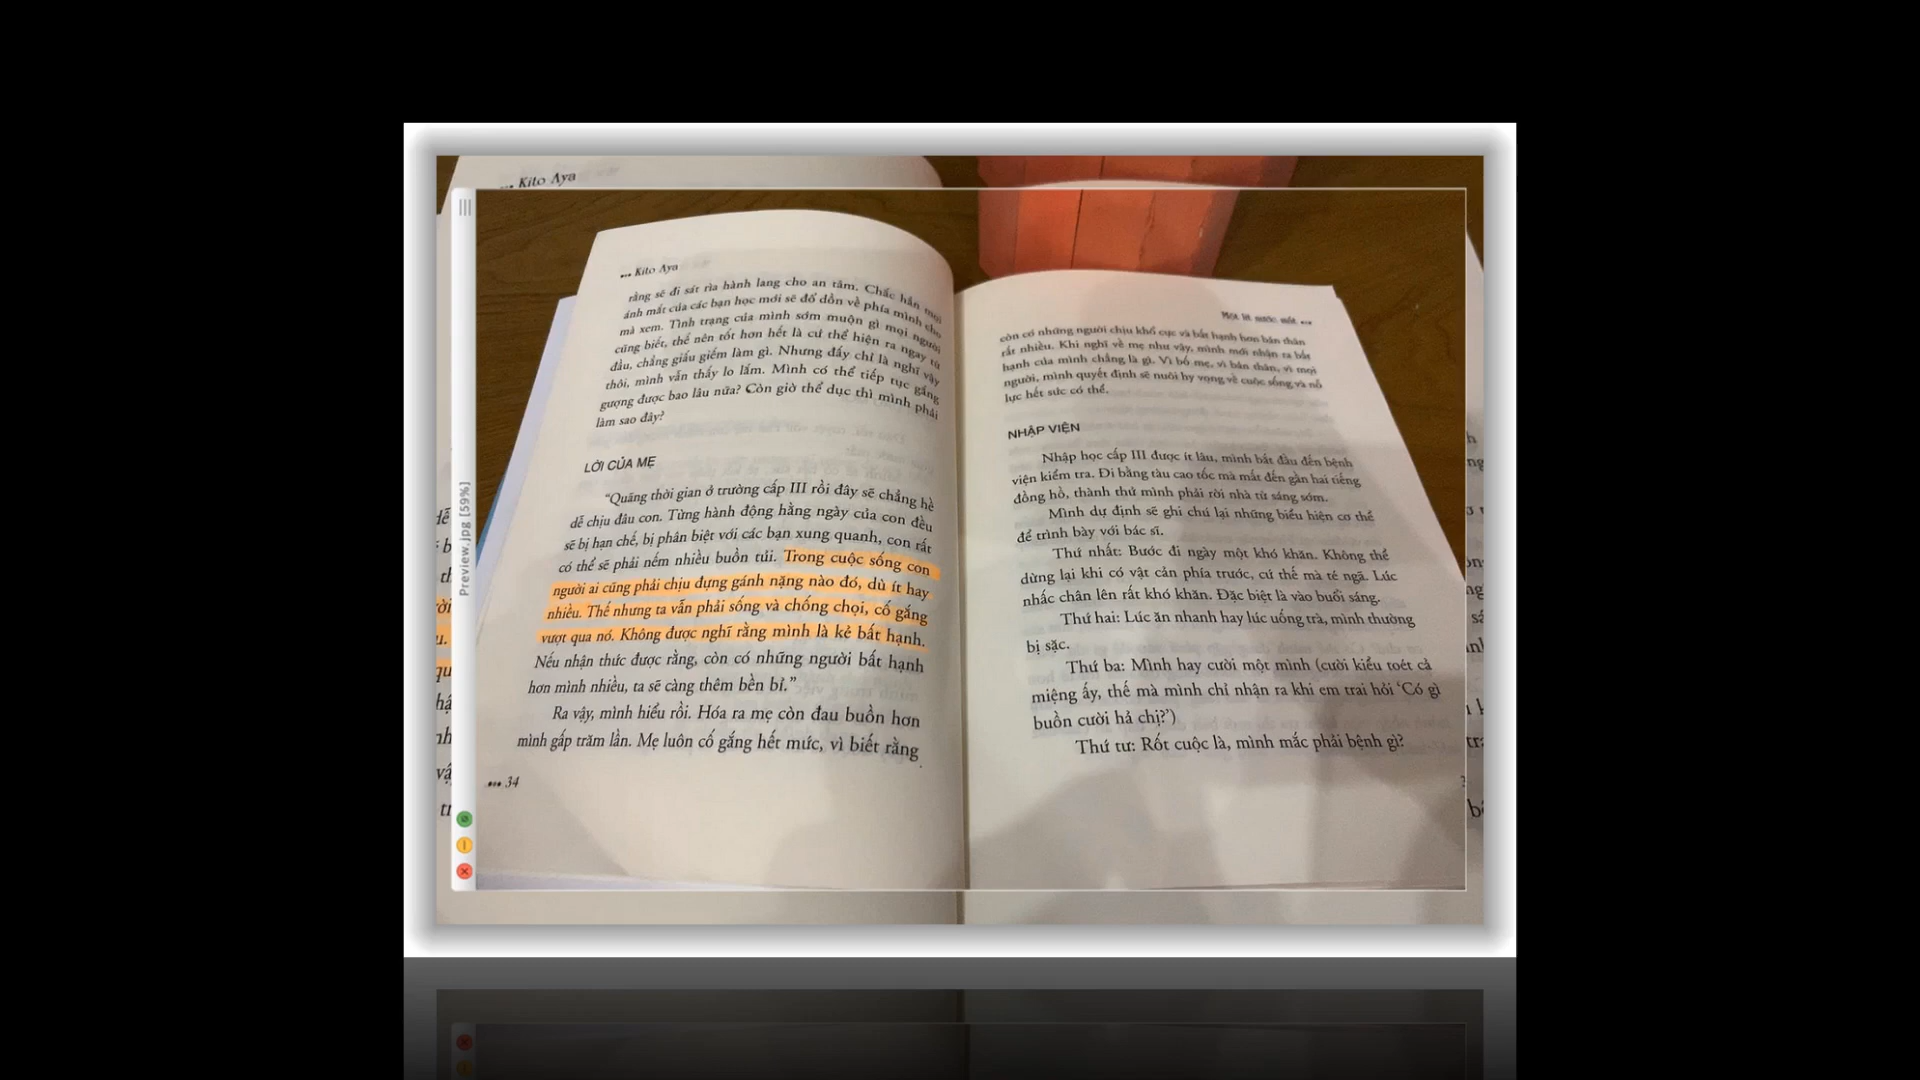 ... Kito Aya
Preview.jpg [59%]
... Kito Aya
rằng sẽ đi sát rìa hành lang cho an tâm. Chắc hẳn mọi
ánh mắt của các bạn học mới sẽ đổ dồn về phía mình cho
mà xem. Tình trạng của mình sớm muộn gì mọi người
cũng biết, thế nên tốt hơn hết là cứ thể hiện ra ngay từ
đầu, chẳng giấu giếm làm gì. Nhưng đấy chỉ là nghĩ vậy
thôi, mình vẫn thấy lo lắm. Mình có thể tiếp tục gắng
gượng được bao lâu nữa? Còn giờ thể dục thì mình phải
làm sao đây?
LỜI CỦA MẸ
“Quãng thời gian ở trường cấp III rồi đây sẽ chẳng hề
dễ chịu đâu con. Từng hành động hằng ngày của con đều
sẽ bị hạn chế, bị phân biệt với các bạn xung quanh, con rất
có thể sẽ phải nếm nhiều buồn tủi. Trong cuộc sống con
người ai cũng phải chịu đựng gánh nặng nào đó, dù ít hay
nhiều. Thế nhưng ta vẫn phải sống và chống chọi, cố gắng
vượt qua nó. Không được nghĩ rằng mình là kẻ bất hạnh.
Nếu nhận thức được rằng, còn có những người bất hạnh
hơn mình nhiều, ta sẽ càng thêm bền bỉ.”
Ra vậy, mình hiểu rồi. Hóa ra mẹ còn đau buồn hơn
mình gấp trăm lần. Mẹ luôn cố gắng hết mức, vì biết rằng
... 34
Một lít nước mắt ...
còn có những người chịu khổ cực và bất hạnh hơn bản thân
rất nhiều. Khi nghĩ về mẹ như vậy, mình mới nhận ra bất
hạnh của mình chẳng là gì. Vì bố mẹ, vì bản thân, vì mọi
người, mình quyết định sẽ nuôi hy vọng về cuộc sống và nỗ
lực hết sức có thể.
NHẬP VIỆN
Nhập học cấp III được ít lâu, mình bắt đầu đến bệnh
viện kiểm tra. Đi bằng tàu cao tốc mà mất đến gần hai tiếng
đồng hồ, thành thử mình phải rời nhà từ sáng sớm.
Mình dự định sẽ ghi chú lại những biểu hiện cơ thể
để trình bày với bác sĩ.
Thứ nhất: Bước đi ngày một khó khăn. Không thể
dừng lại khi có vật cản phía trước, cứ thế mà té ngã. Lúc
nhấc chân lên rất khó khăn. Đặc biệt là vào buổi sáng.
Thứ hai: Lúc ăn nhanh hay lúc uống trà, mình thường
bị sặc.
Thứ ba: Mình hay cười một mình (cười kiểu toét cả
miệng ấy, thế mà mình chỉ nhận ra khi em trai hỏi ‘Có gì
buồn cười hả chị?’)
Thứ tư: Rốt cuộc là, mình mắc phải bệnh gì?